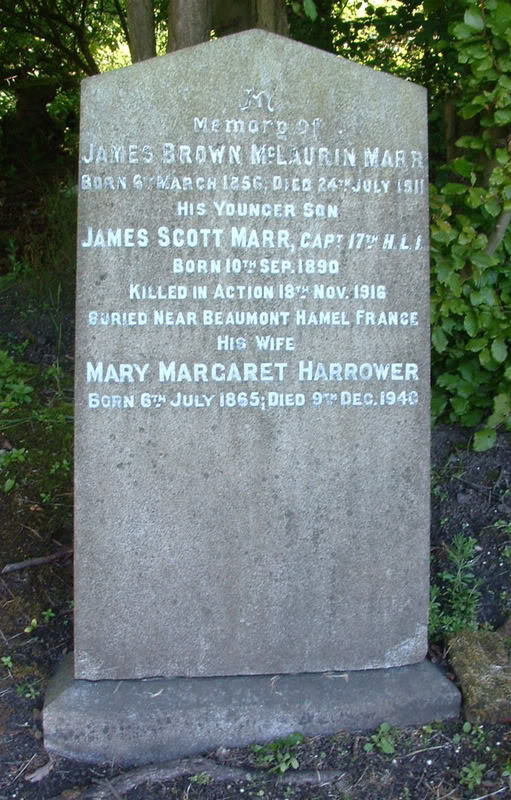 In
Memory of
JAMES BROWN MCLAURIN MARR
BORN 6TH MARCH 1856; DIED 24TH JULY 1911
HIS YOUNGER SON
JAMES SCOTT MARR, CAPT 17TH H.L.I.
BORN 10TH SEP. 1890
KILLED IN ACTION 18TH NOV. 1916
BURIED NEAR BEAUMONT HAMEL FRANCE
HIS WIFE
MARY MARGARET HARROWER
BORN 6TH JULY 1865; DIED 9TH DEC.